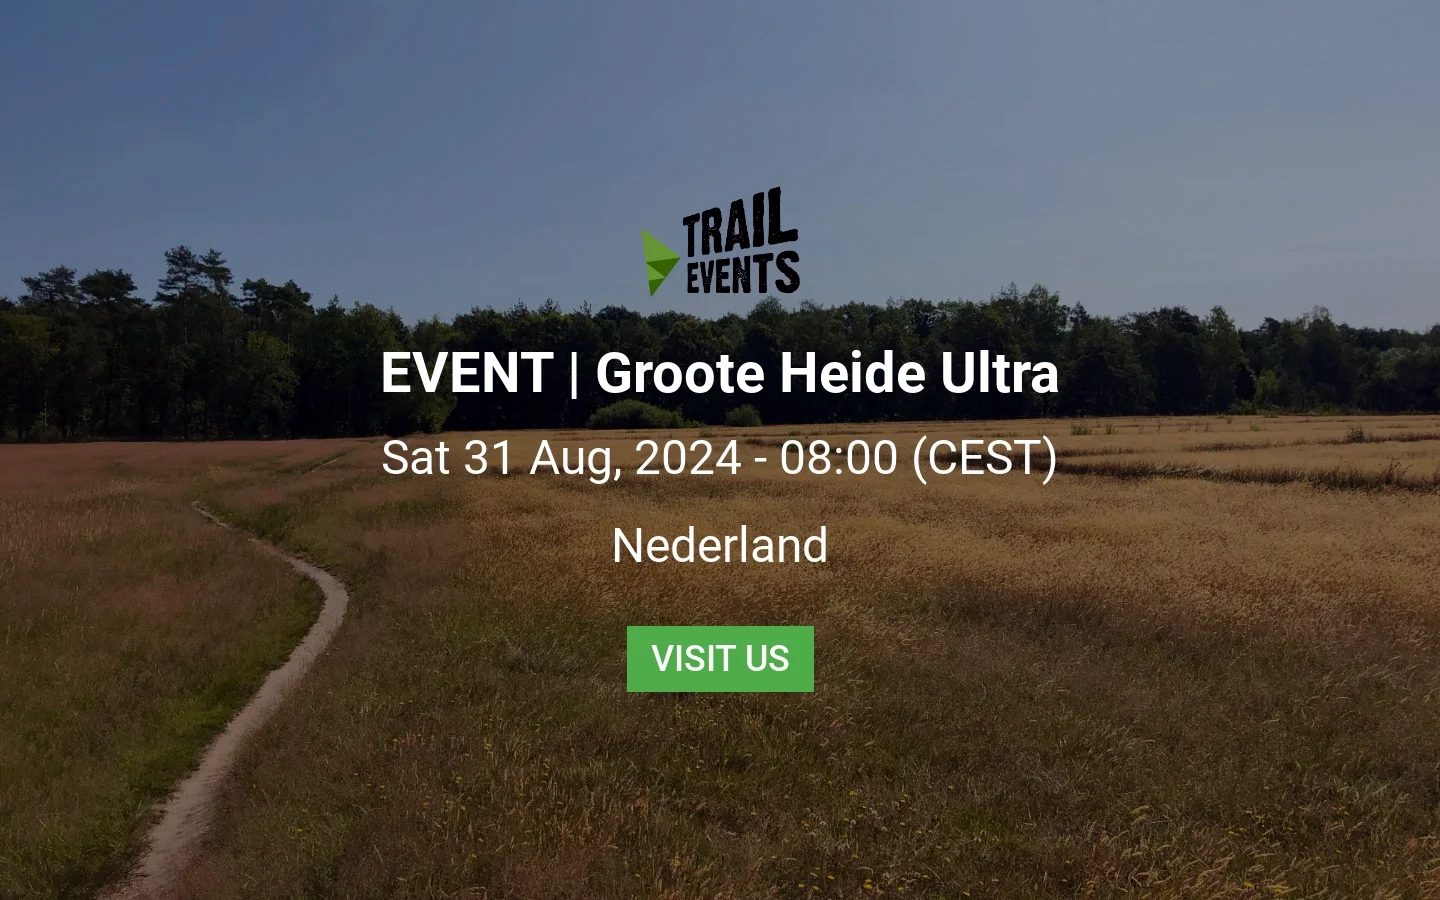 TRAIL
EVENTS
EVENT | Groote Heide Ultra
Sat 31 Aug, 2024 - 08:00 (CEST)
Nederland
VISIT US